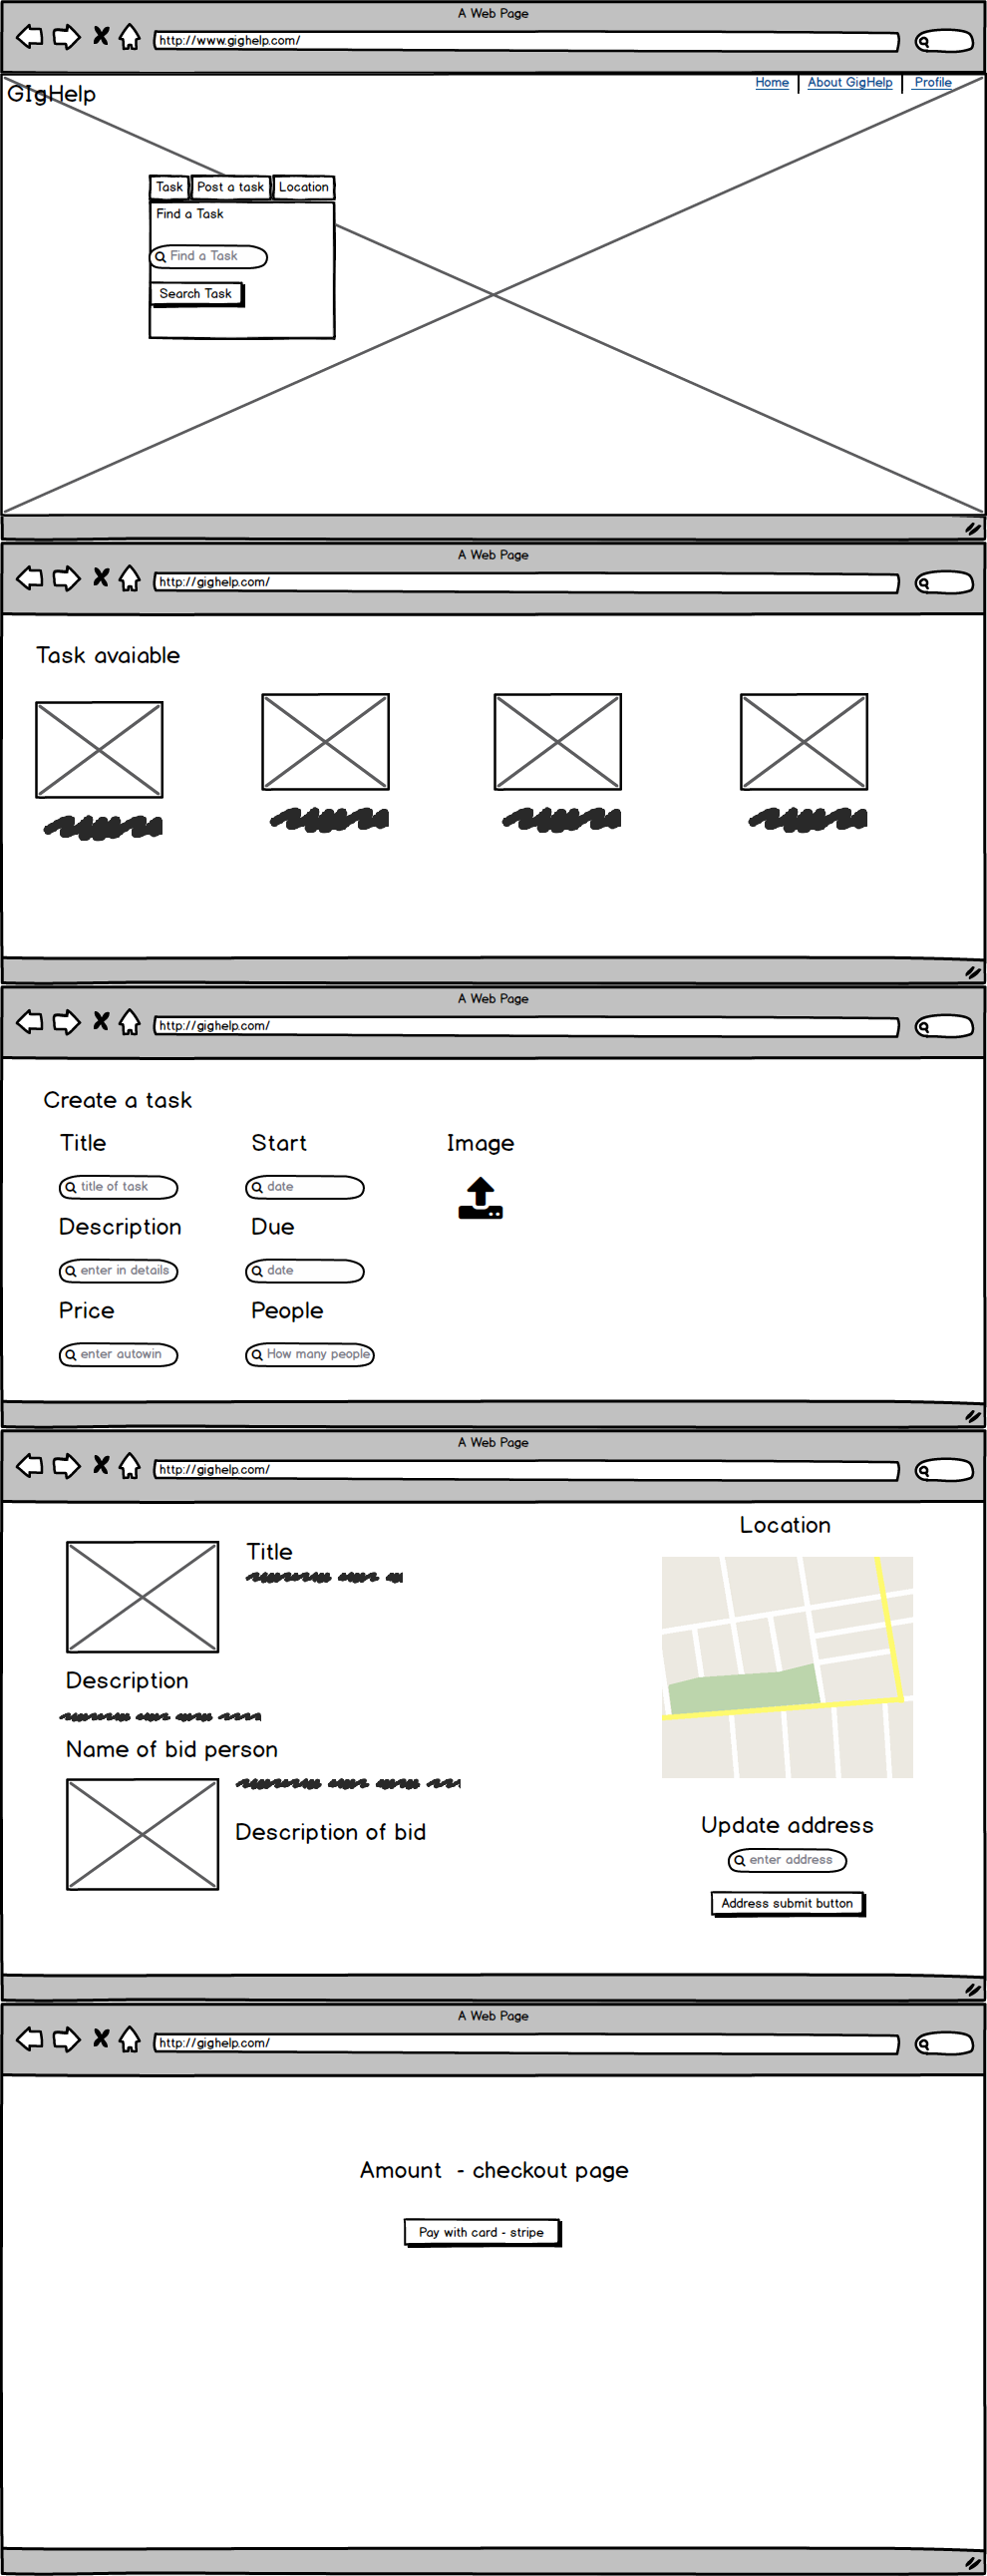 A Web Page
http://www.gighelp.com/
GIgHelp
Home About GigHelp Profile
Task Post a task Location
Find a Task
Find a Task
Search Task
A Web Page
http://gighelp.com/
Task avaiable
A Web Page
http://gighelp.com/
Create a task
Title Start Image
title of task date
Description Due
enter in details date
Price People
enter autowin How many people
A Web Page
http://gighelp.com/
Location
Title
Description
Name of bid person
Description of bid
Update address
enter address
Address submit button
A Web Page
http://gighelp.com/
Amount - checkout page
Pay with card - stripe